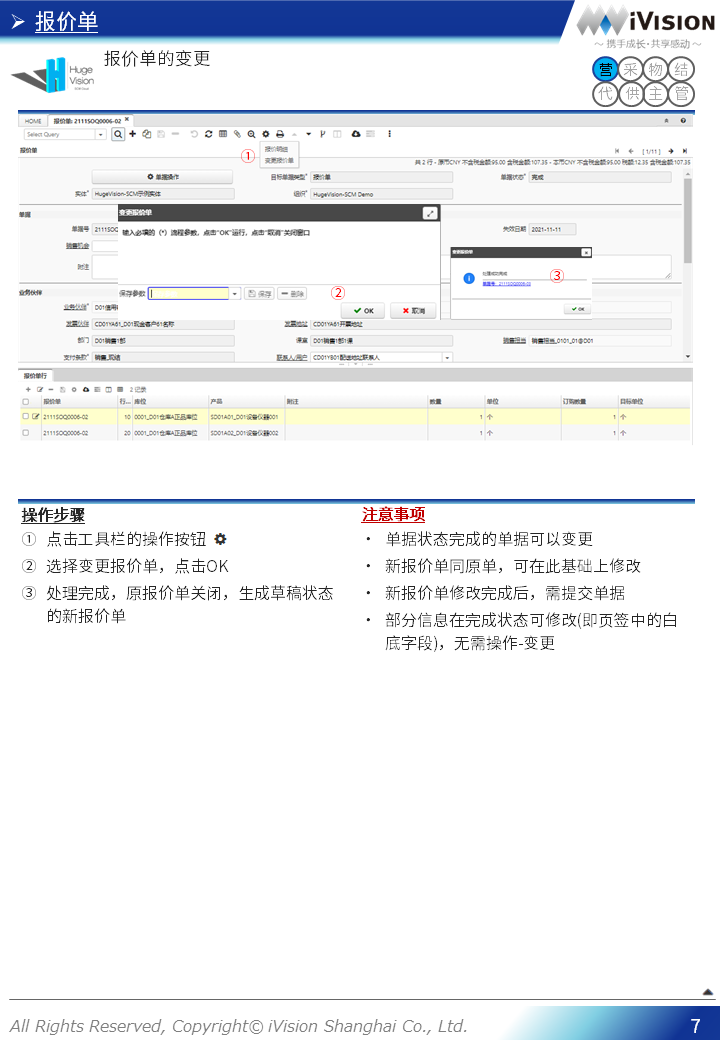 ➢ 报价单
iVision
～ 携手成长·共享感动 ～
Huge
Vision
报价单的变更
营 采 物 结
代 供 主 管
HOME 报价单: 2111SOQ0006-02 ×
Select Query
① 报价明细
变更报价单
报价单
[ 1/11 ]
共 2 行 - 原币CNY 不含税金额:95.00 含税金额:107.35 - 本币CNY 不含税金额:95.00 税额:12.35 含税金额:107.35
单据操作 目标单据类型* 报价单 单据状态* 完成
实体* HugeVision-SCM示例实体 组织* HugeVision-SCM Demo
单据
变更报价单
单据号 2111SOQ
失效日期 2021-11-11
输入必填的（*）流程参数，点击"OK"运行，点击"取消"关闭窗口
销售机会
变更报价单
附注
处理成功完成
③
单据号: 2111SOQ0006-03
OK
保存参数 保存 删除
②
OK 取消
业务伙伴
业务伙伴* D01信用
发票伙伴 CD01YA61_D01现金客户61名称 发票地址 CD01YA61开票地址
部门 D01销售1部 课室 D01销售1部1课 销售担当 销售担当_0101_01@D01
支付条款* 销售_现结 联系人/用户 CD01YB01配送地址联系人
报价单行
2 记录
报价单 行... 库位 产品 附注 数量 单位 订购数量 目标单位
2111SOQ0006-02 10 0001_D01仓库A正品库位 SD01A01_D01设备仪器001 1 个 1 个
2111SOQ0006-02 20 0001_D01仓库A正品库位 SD01A02_D01设备仪器002 1 个 1 个
操作步骤
① 点击工具栏的操作按钮
② 选择变更报价单，点击OK
③ 处理完成，原报价单关闭，生成草稿状态
的新报价单
注意事项
• 单据状态完成的单据可以变更
• 新报价单同原单，可在此基础上修改
• 新报价单修改完成后，需提交单据
• 部分信息在完成状态可修改(即页签中的白
底字段)，无需操作-变更
All Rights Reserved, Copyright© iVision Shanghai Co., Ltd.
7